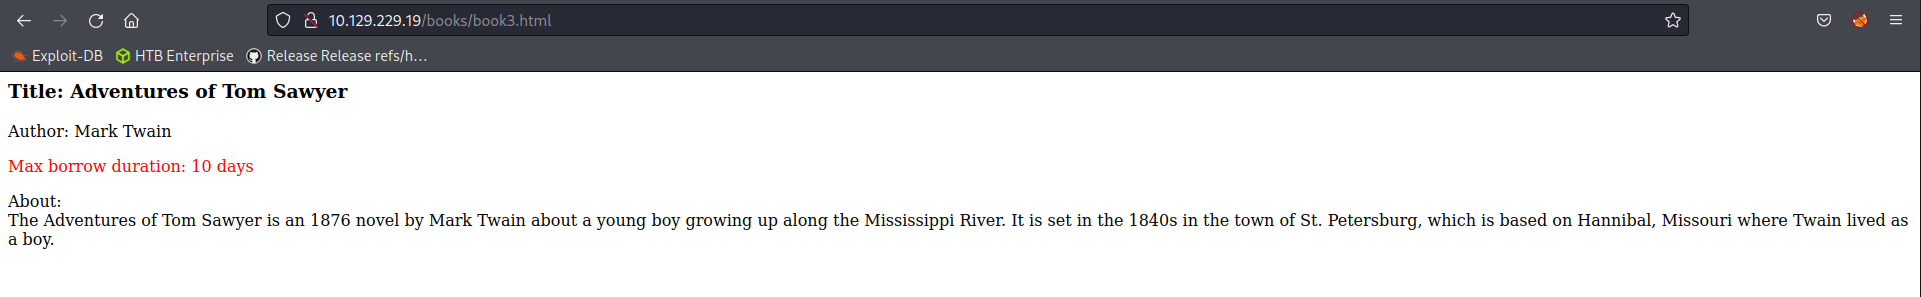 10.129.229.19/books/book3.html
Exploit-DB HTB Enterprise Release Release refs/h...
Title: Adventures of Tom Sawyer
Author: Mark Twain
Max borrow duration: 10 days
About:
The Adventures of Tom Sawyer is an 1876 novel by Mark Twain about a young boy growing up along the Mississippi River. It is set in the 1840s in the town of St. Petersburg, which is based on Hannibal, Missouri where Twain lived as
a boy.